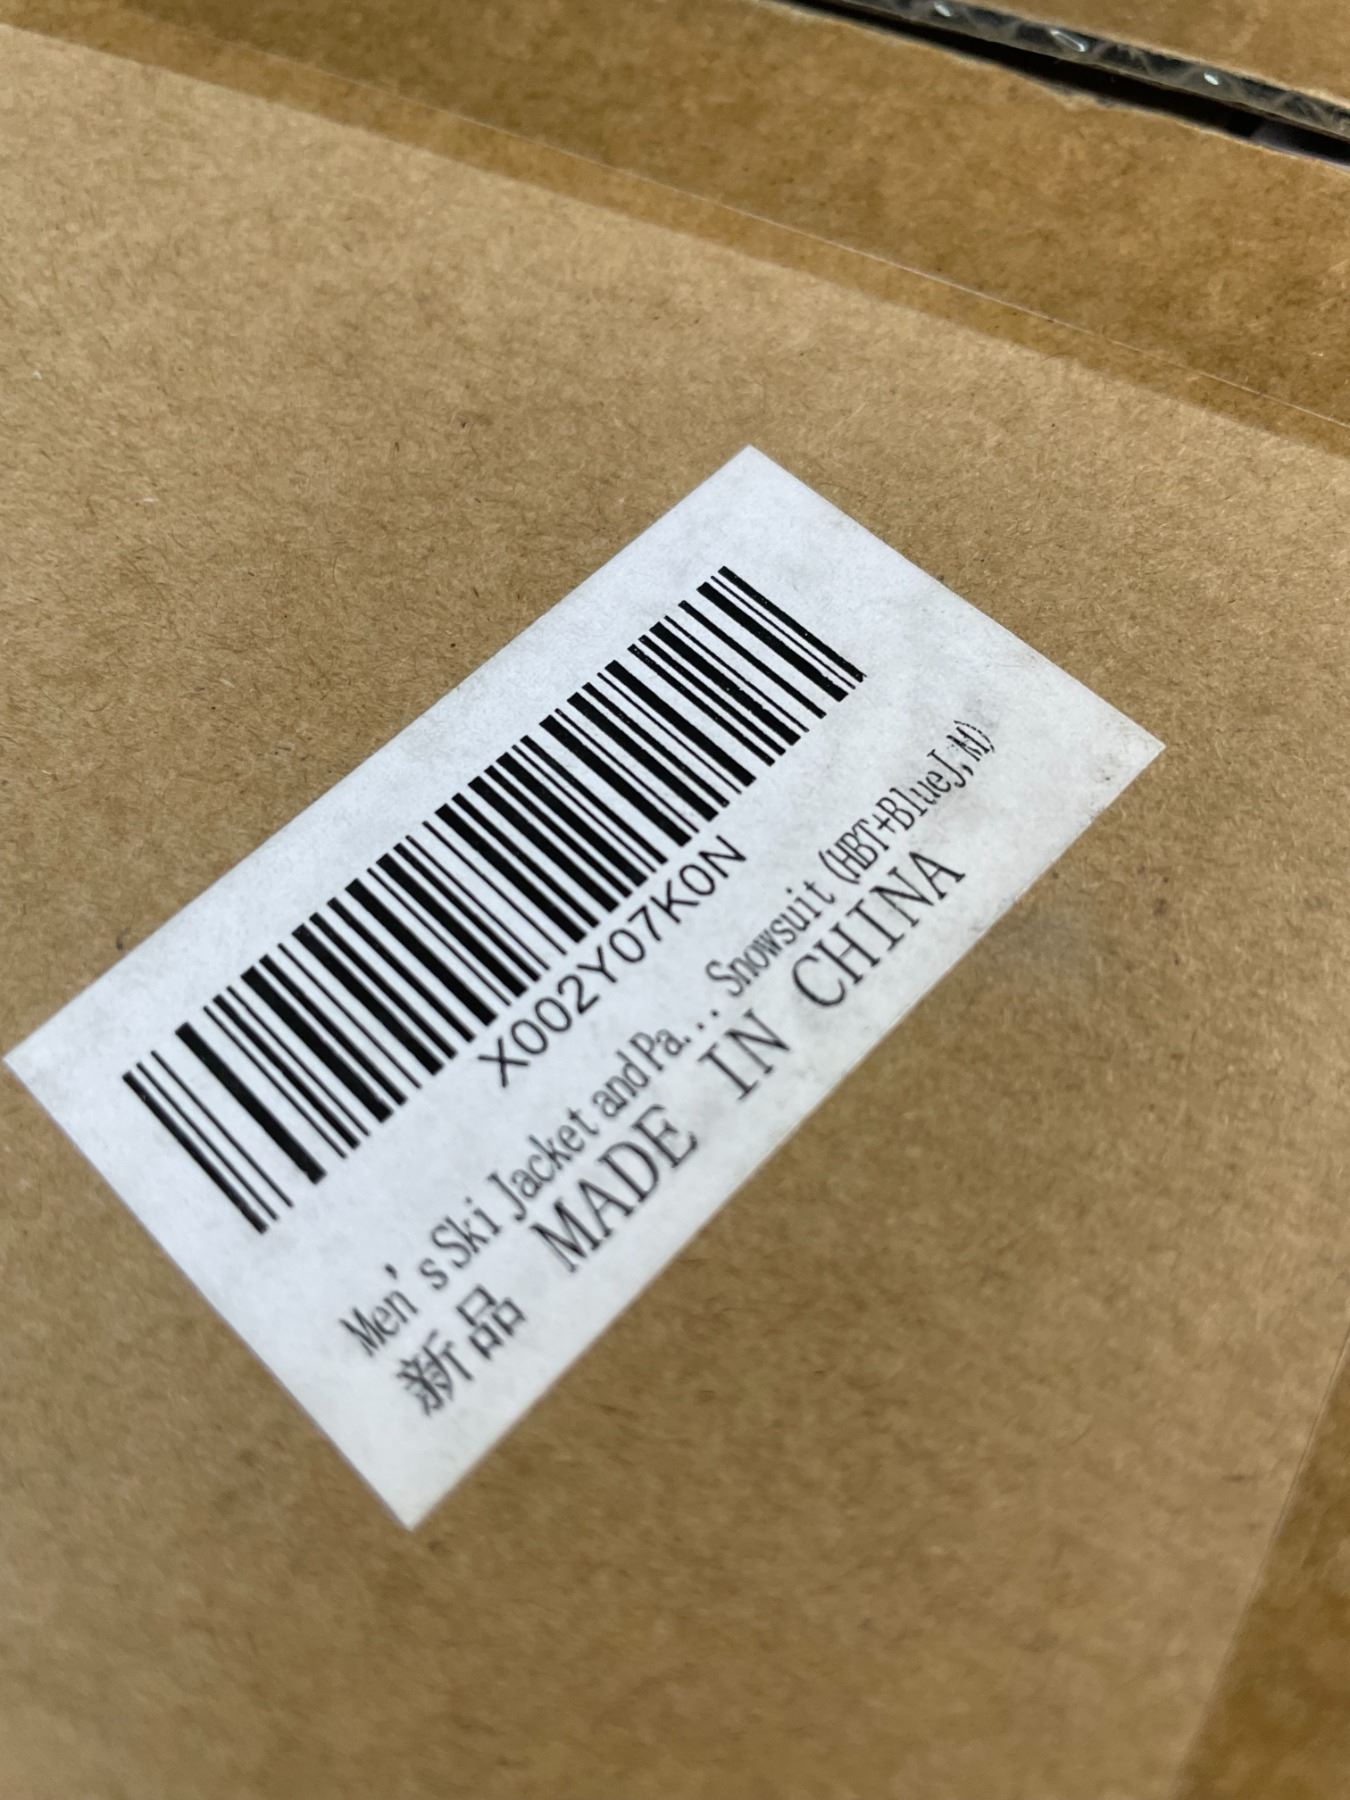 X002Y07K0N
Men's Ski Jacket and Pa... Snowsuit (HBT+BlueJ, M)
新品 MADE IN CHINA